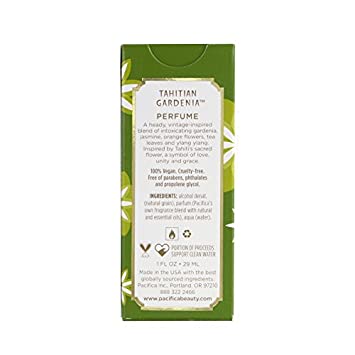 TAHITIAN
GARDENIA™
PERFUME
A heady, vintage-inspired
blend of intoxicating gardenia,
jasmine, orange flowers, tea
leaves and ylang ylang.
Inspired by Tahiti's sacred
flower, a symbol of love,
unity and grace.
100% Vegan, Cruelty-free.
Free of parabens, phthalates
and propylene glycol.
INGREDIENTS: alcohol denat.
(natural grain), parfum (Pacifica's
own fragrance blend with natural
and essential oils), aqua (water).
PORTION OF PROCEEDS
SUPPORT CLEAN WATER
1 FL OZ • 29 ML
Made in the USA with the best
globally sourced ingredients:
Pacifica Inc., Portland, OR 97210
888 322 2466
www.pacificabeauty.com